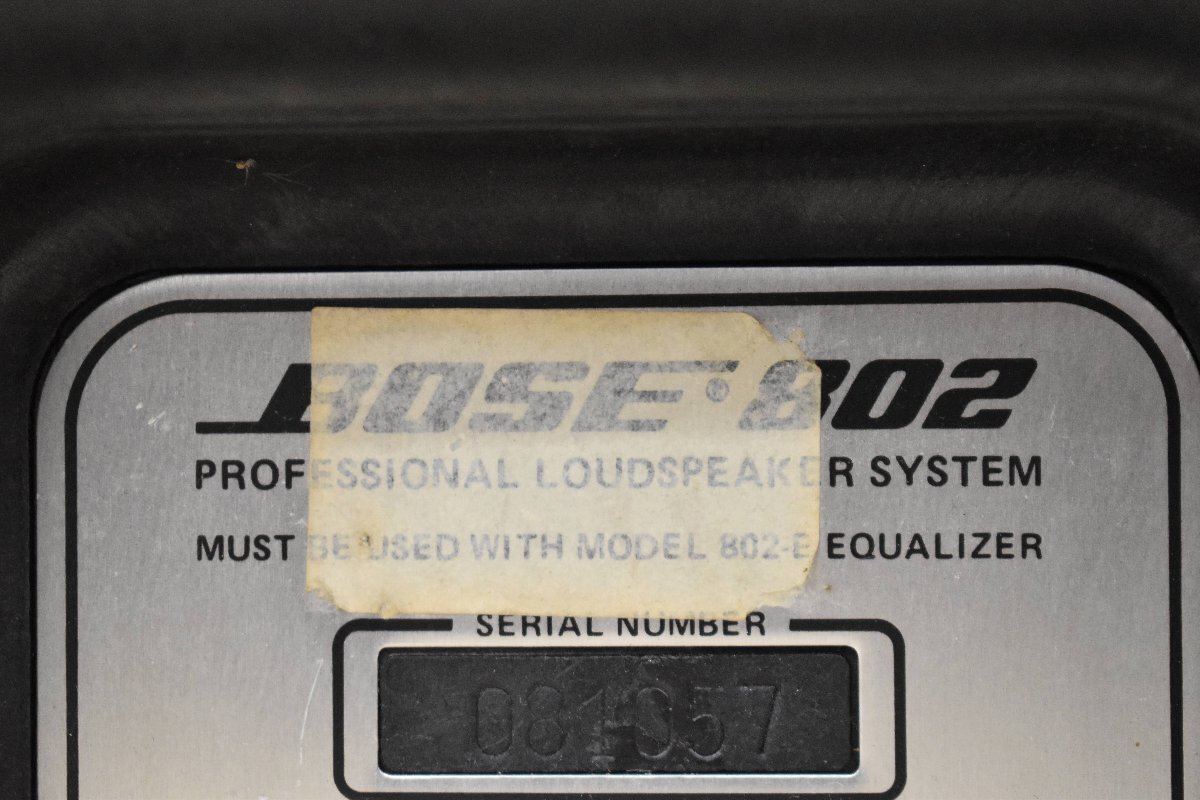 BOSE® 802
PROFESSIONAL LOUDSPEAKER SYSTEM
MUST BE USED WITH MODEL 802-E EQUALIZER
SERIAL NUMBER
081057